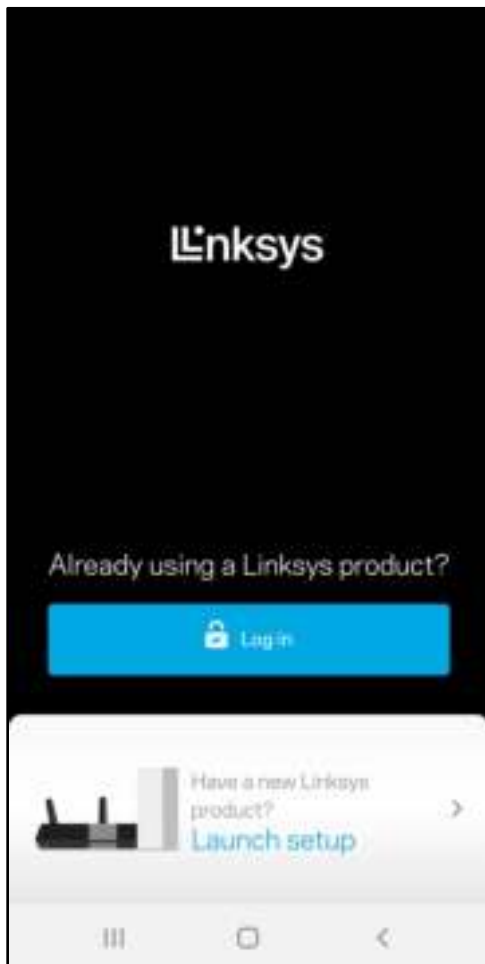 Linksys
Already using a Linksys product?
Log in
Have a new Linksys
product?
Launch setup